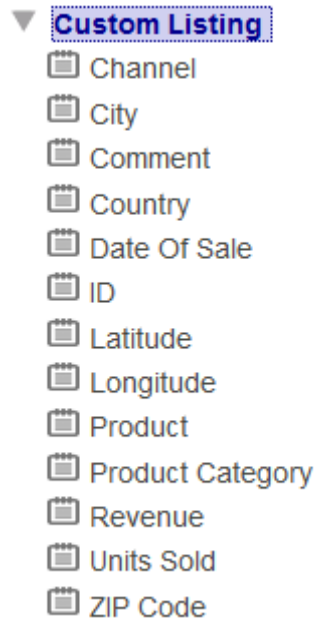 Custom Listing
Channel
City
Comment
Country
Date Of Sale
ID
Latitude
Longitude
Product
Product Category
Revenue
Units Sold
ZIP Code